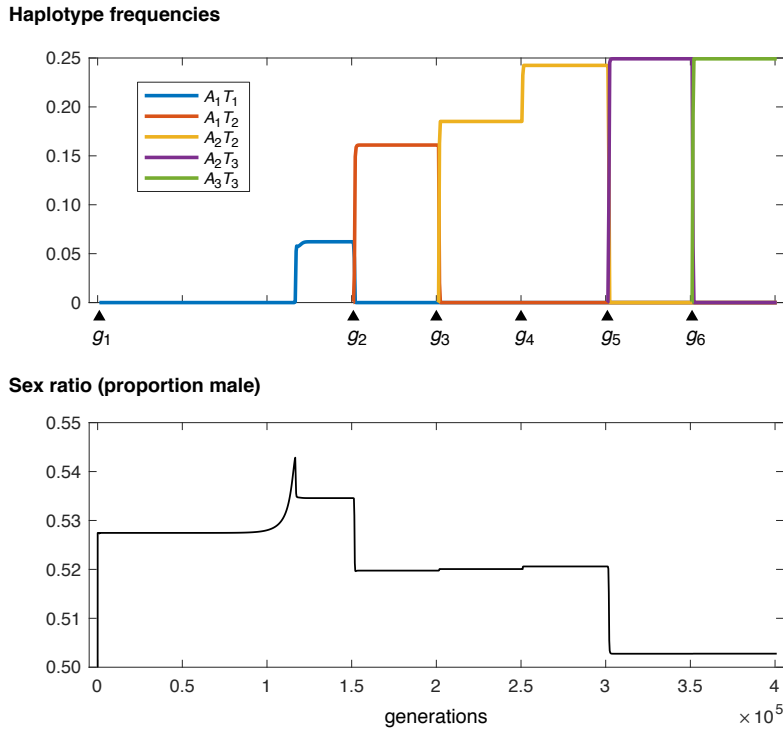 Haplotype frequencies
0.25
0.20
0.15
0.10
0.05
0
A₁T₁
A₁T₂
A₂T₂
A₂T₃
A₃T₃
g₁ g₂ g₃ g₄ g₅ g₆
Sex ratio (proportion male)
0.55
0.54
0.53
0.52
0.51
0.50
0 0.5 1 1.5 2 2.5 3 3.5 4
× 10⁵
generations